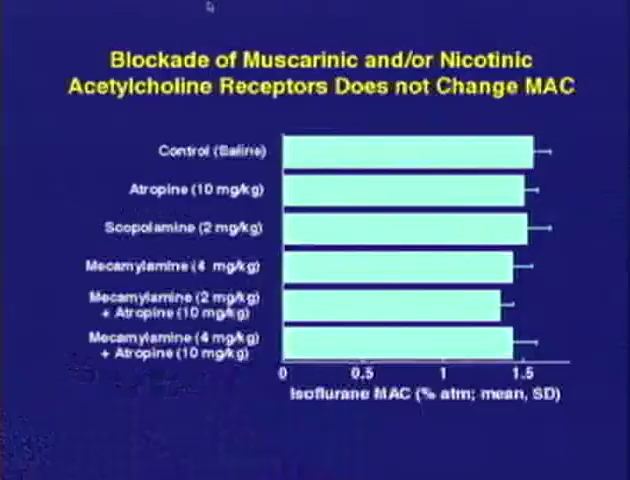 Blockade of Muscarinic and/or Nicotinic
Acetylcholine Receptors Does not Change MAC
Control (Saline)
Atropine (10 mg/kg)
Scopolamine (2 mg/kg)
Mecamylamine (4 mg/kg)
Mecamylamine (2 mg/kg)
+ Atropine (10 mg/kg)
Mecamylamine (4 mg/kg)
+ Atropine (10 mg/kg)
0 0.5 1 1.5
Isoflurane MAC (% atm; mean, SD)